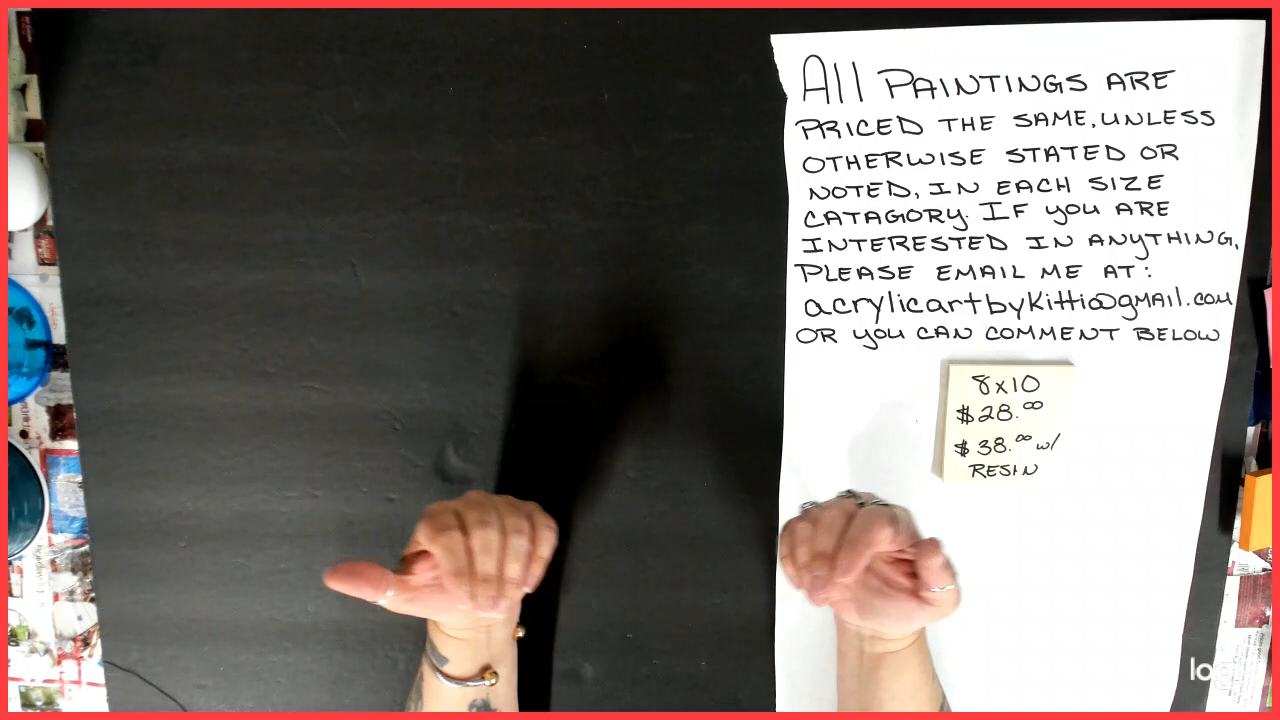 All PAINTINGS ARE
PRICED THE SAME, UNLESS
OTHERWISE STATED OR
NOTED, IN EACH SIZE
CATAGORY. IF YOU ARE
INTERESTED IN ANYTHING,
PLEASE EMAIL ME AT:
acrylicartbykitti@gmail.com
OR YOU CAN COMMENT BELOW
8x10
$28.00
$38.00 w/
RESIN